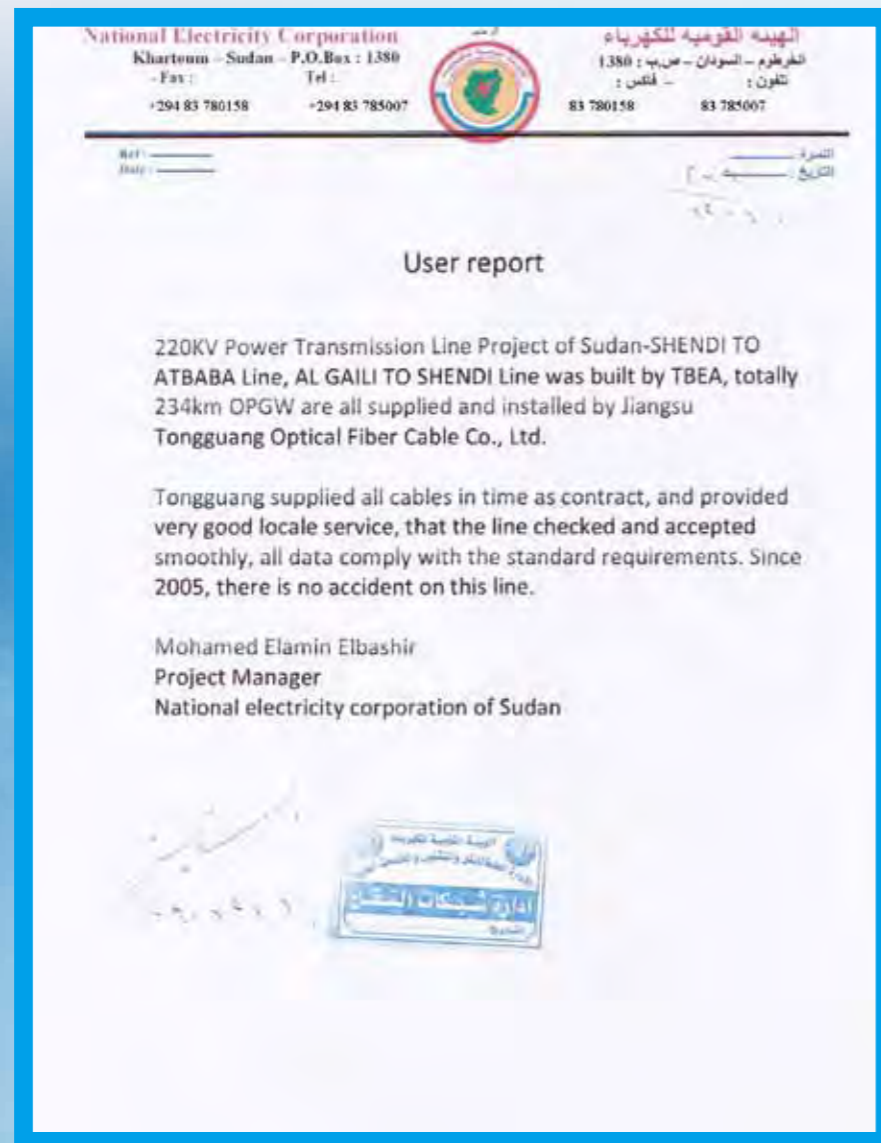 National Electricity Corporation
Khartoum – Sudan – P.O.Box : 1380
- Fax : Tel :
+294 83 780158 +294 83 785007
الهيئه القوميه للكهرباء
الخرطوم – السودان – ص.ب : 1380
تلفون : – فاكس :
83 780158 83 785007
Ref :
Date :
النمرة :
التاريخ :
User report
220KV Power Transmission Line Project of Sudan-SHENDI TO
ATBABA Line, AL GAILI TO SHENDI Line was built by TBEA, totally
234km OPGW are all supplied and installed by Jiangsu
Tongguang Optical Fiber Cable Co., Ltd.
Tongguang supplied all cables in time as contract, and provided
very good locale service, that the line checked and accepted
smoothly, all data comply with the standard requirements. Since
2005, there is no accident on this line.
Mohamed Elamin Elbashir
Project Manager
National electricity corporation of Sudan
ادارة شبكات النقل
التاريخ